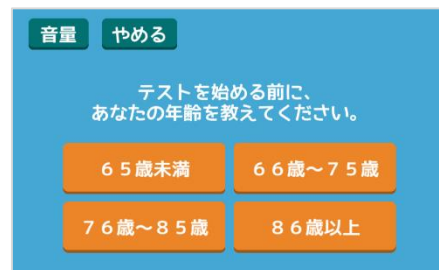 音量
やめる
テストを始める前に、
あなたの年齢を教えてください。
６５歳未満
６６歳～７５歳
７６歳～８５歳
８６歳以上